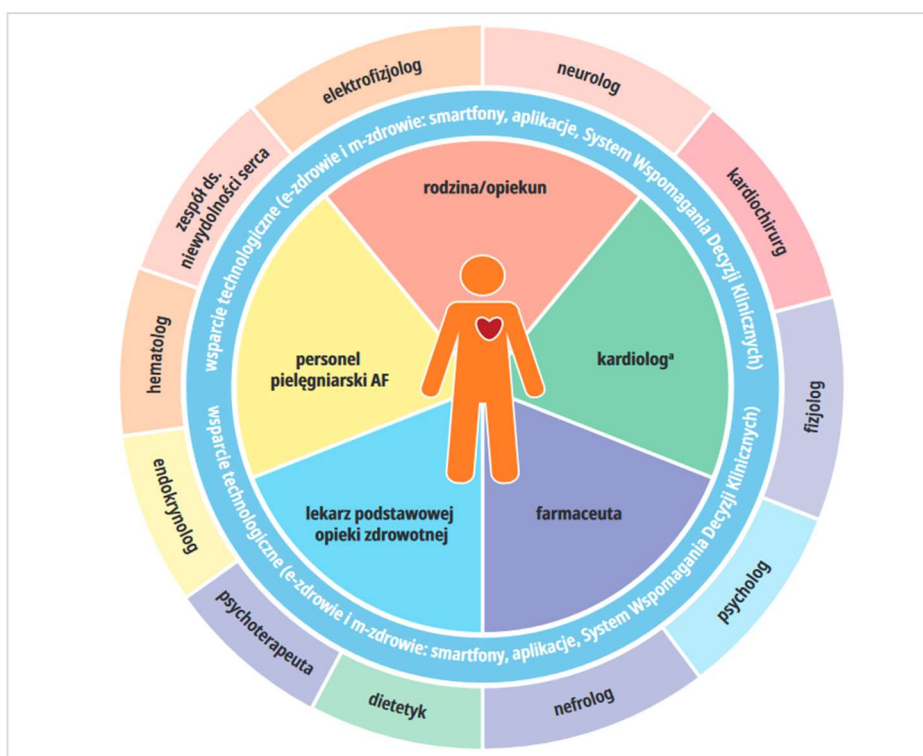 elektrofizjolog
neurolog
kardiochirurg
fizjolog
psycholog
nefrolog
dietetyk
psychoterapeuta
endokrynolog
hematolog
zespół ds.
niewydolności serca
wsparcie technologiczne (e-zdrowie i m-zdrowie: smartfony, aplikacje, System Wspomagania Decyzji Klinicznych)
rodzina/opiekun
kardiologᵃ
farmaceuta
lekarz podstawowej
opieki zdrowotnej
personel
pielęgniarski AF
wsparcie technologiczne (e-zdrowie i m-zdrowie: smartfony, aplikacje, System Wspomagania Decyzji Klinicznych)